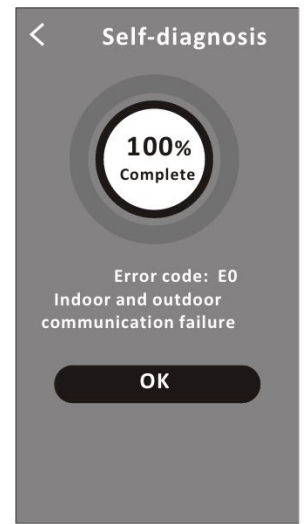 Self-diagnosis
100%
Complete
Error code: E0
Indoor and outdoor
communication failure
OK